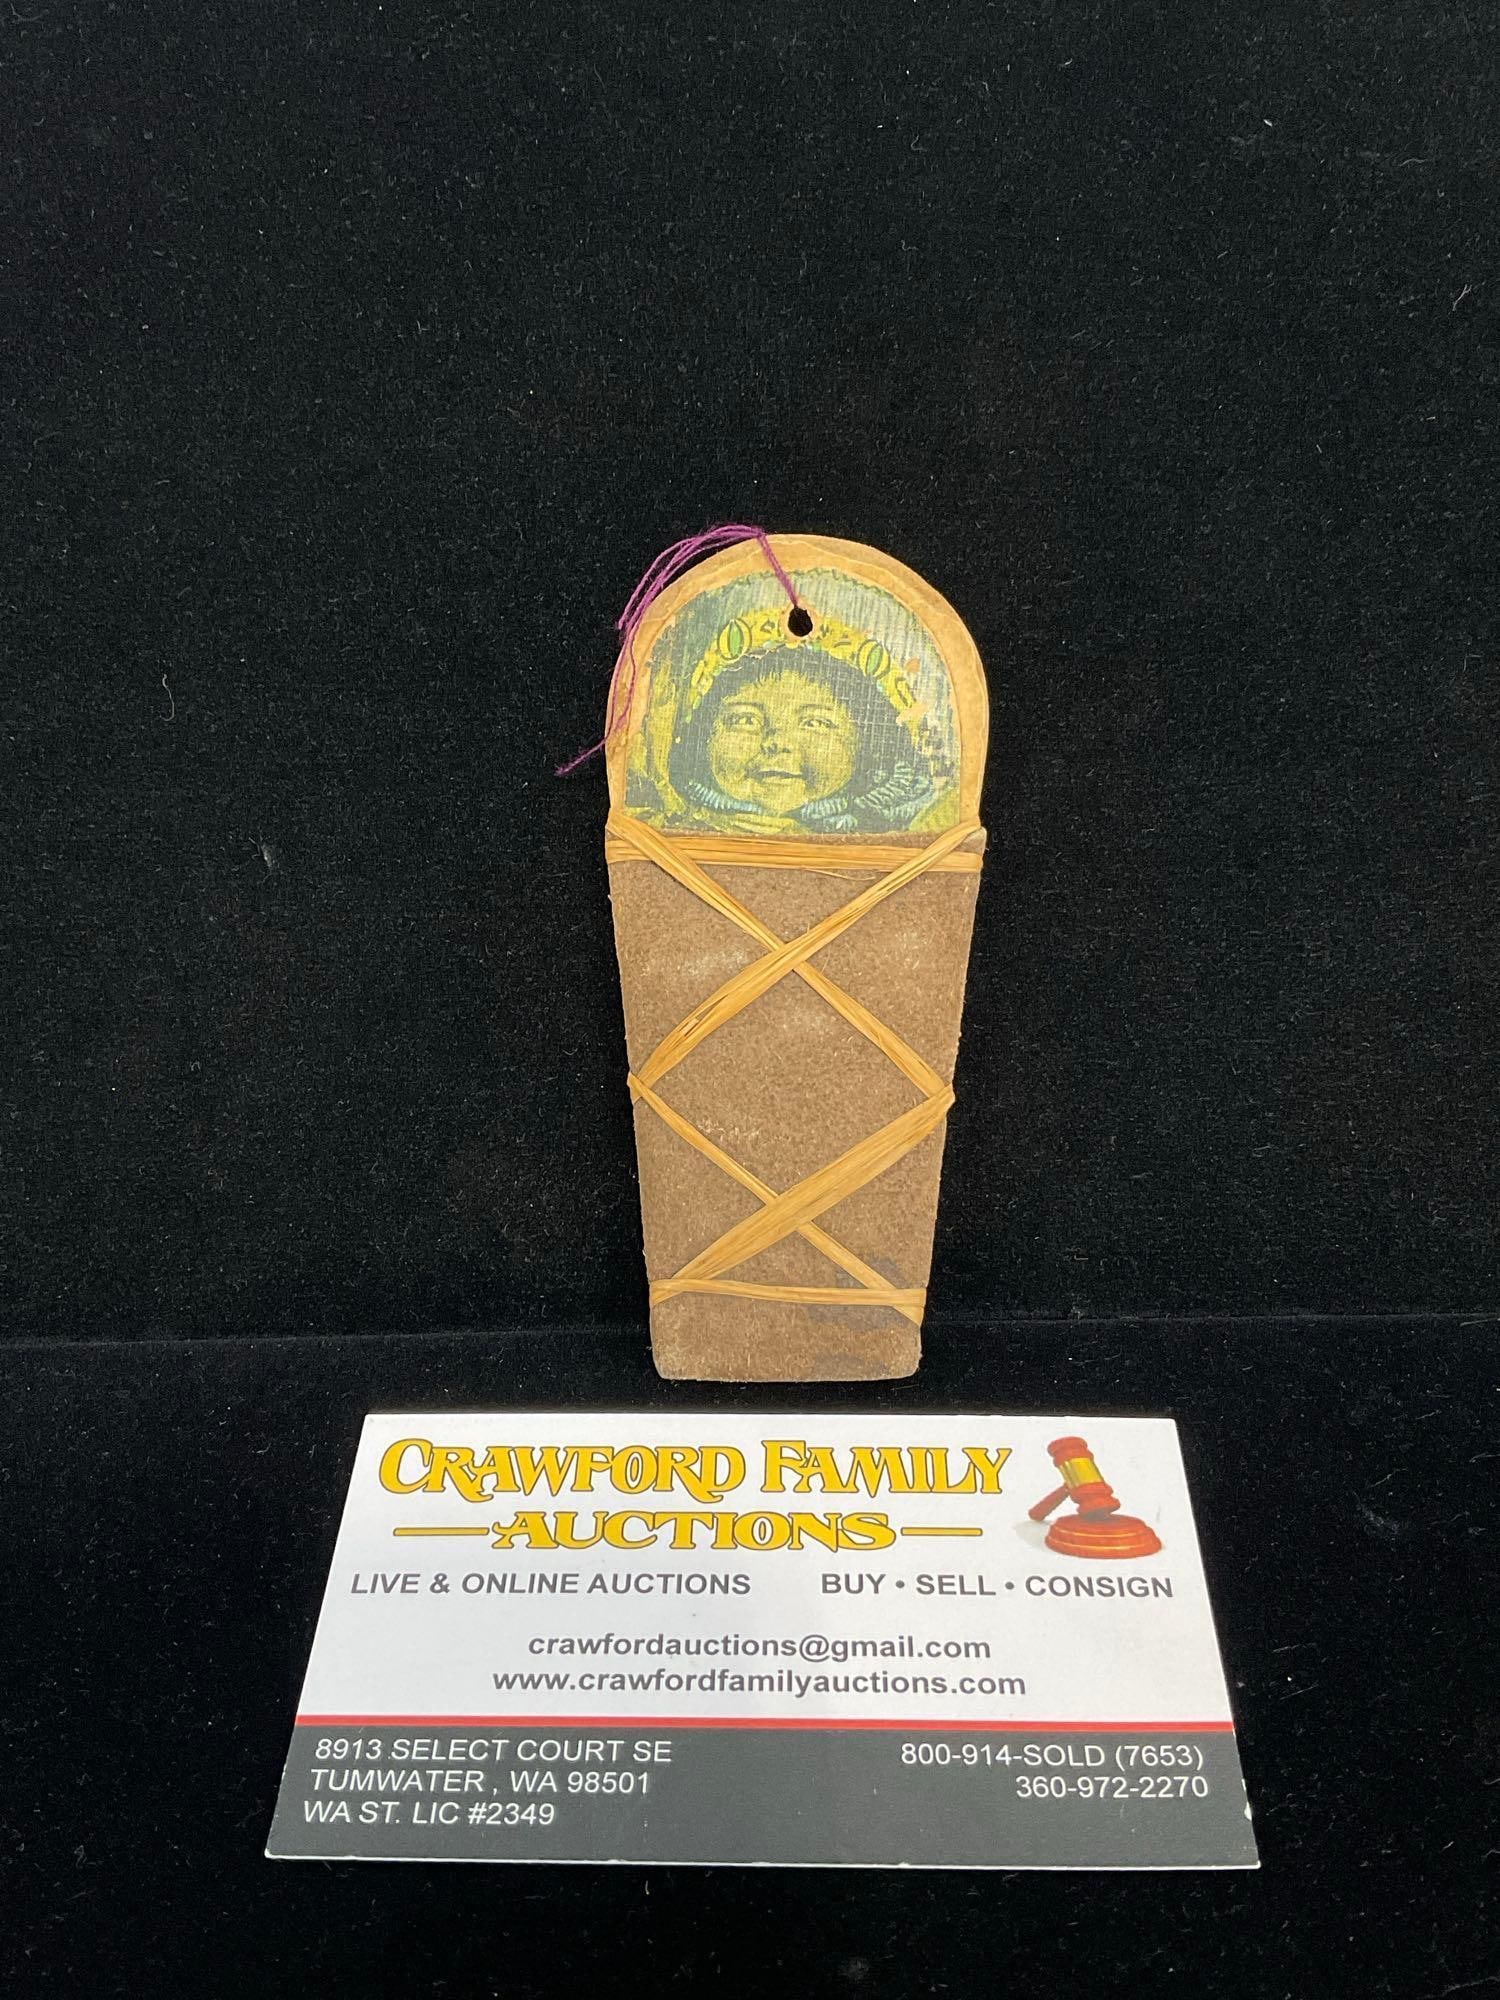 CRAWFORD FAMILY
AUCTIONS
LIVE & ONLINE AUCTIONS BUY • SELL • CONSIGN
crawfordauctions@gmail.com
www.crawfordfamilyauctions.com
8913 SELECT COURT SE 800-914-SOLD (7653)
TUMWATER , WA 98501 360-972-2270
WA ST. LIC #2349